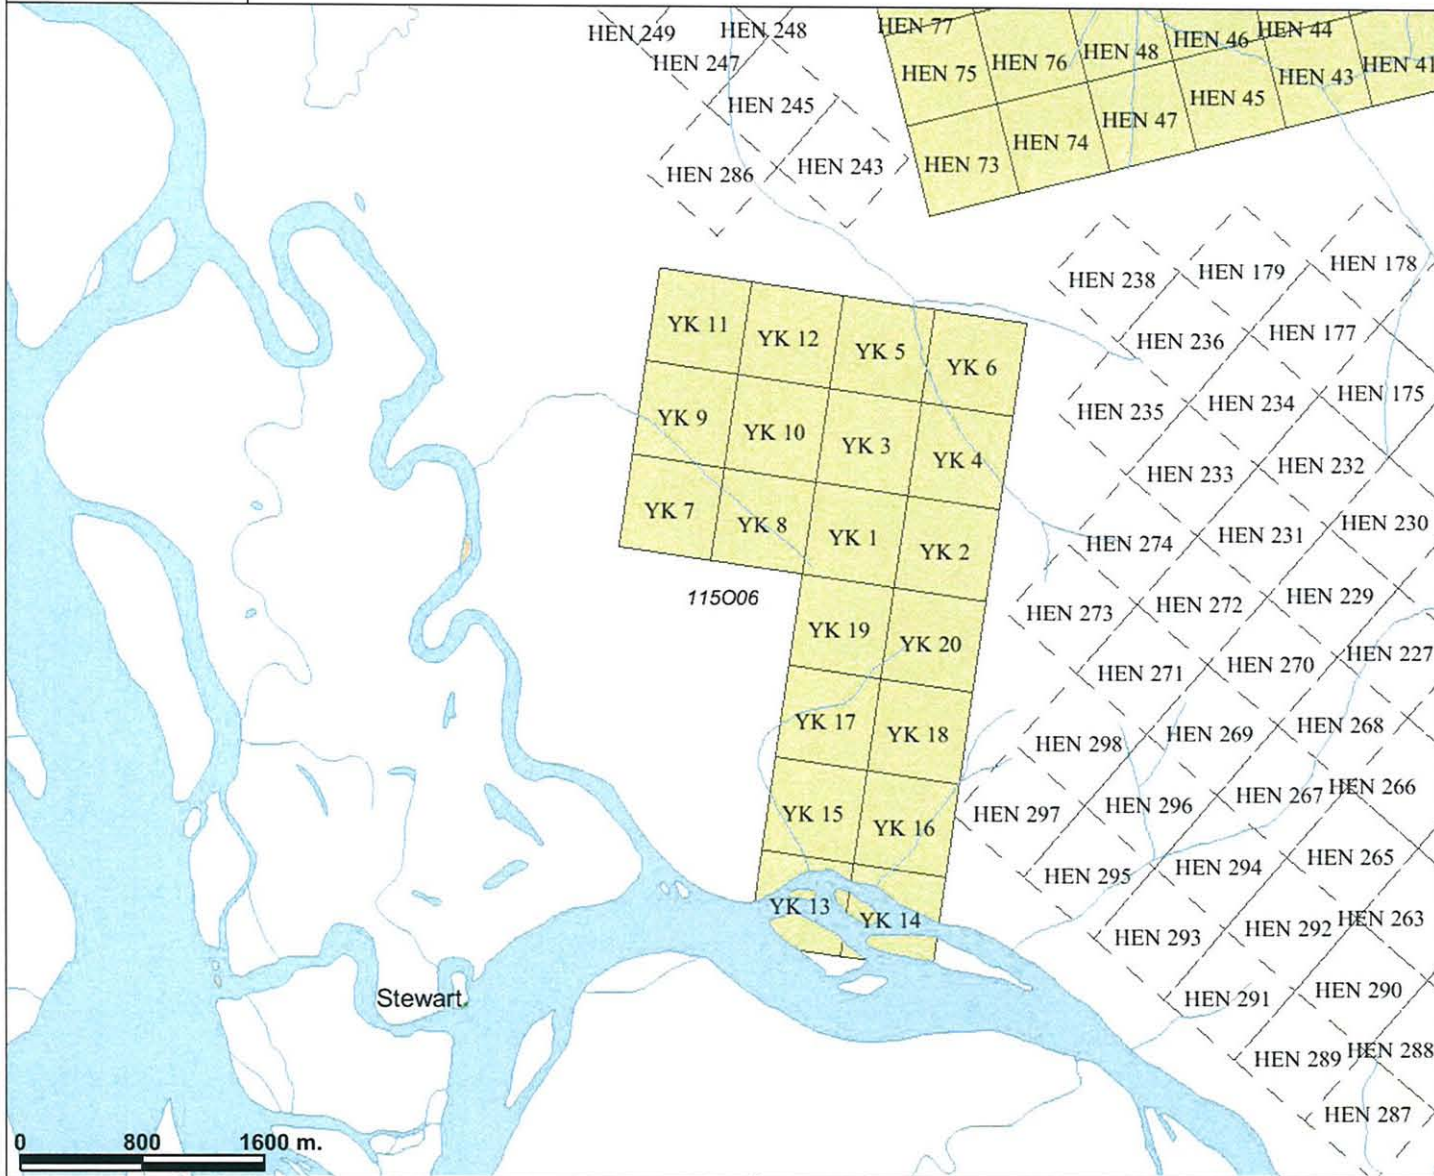 HEN 249
HEN 248
HEN 77
HEN 46
HEN 44
HEN 247
HEN 75
HEN 76
HEN 48
HEN 43
HEN 41
HEN 245
HEN 47
HEN 45
HEN 286
HEN 243
HEN 73
HEN 74
HEN 238
HEN 179
HEN 178
YK 11
YK 12
YK 5
YK 6
HEN 236
HEN 177
YK 9
YK 10
YK 3
YK 4
HEN 235
HEN 234
HEN 175
HEN 233
HEN 232
YK 7
YK 8
YK 1
YK 2
HEN 274
HEN 231
HEN 230
115O06
HEN 273
HEN 272
HEN 229
YK 19
YK 20
HEN 271
HEN 270
HEN 227
YK 17
YK 18
HEN 298
HEN 269
HEN 268
YK 15
YK 16
HEN 297
HEN 296
HEN 267
HEN 266
HEN 295
HEN 294
HEN 265
YK 13
YK 14
HEN 293
HEN 292
HEN 263
Stewart
HEN 291
HEN 290
HEN 289
HEN 288
HEN 287
0 800 1600 m.